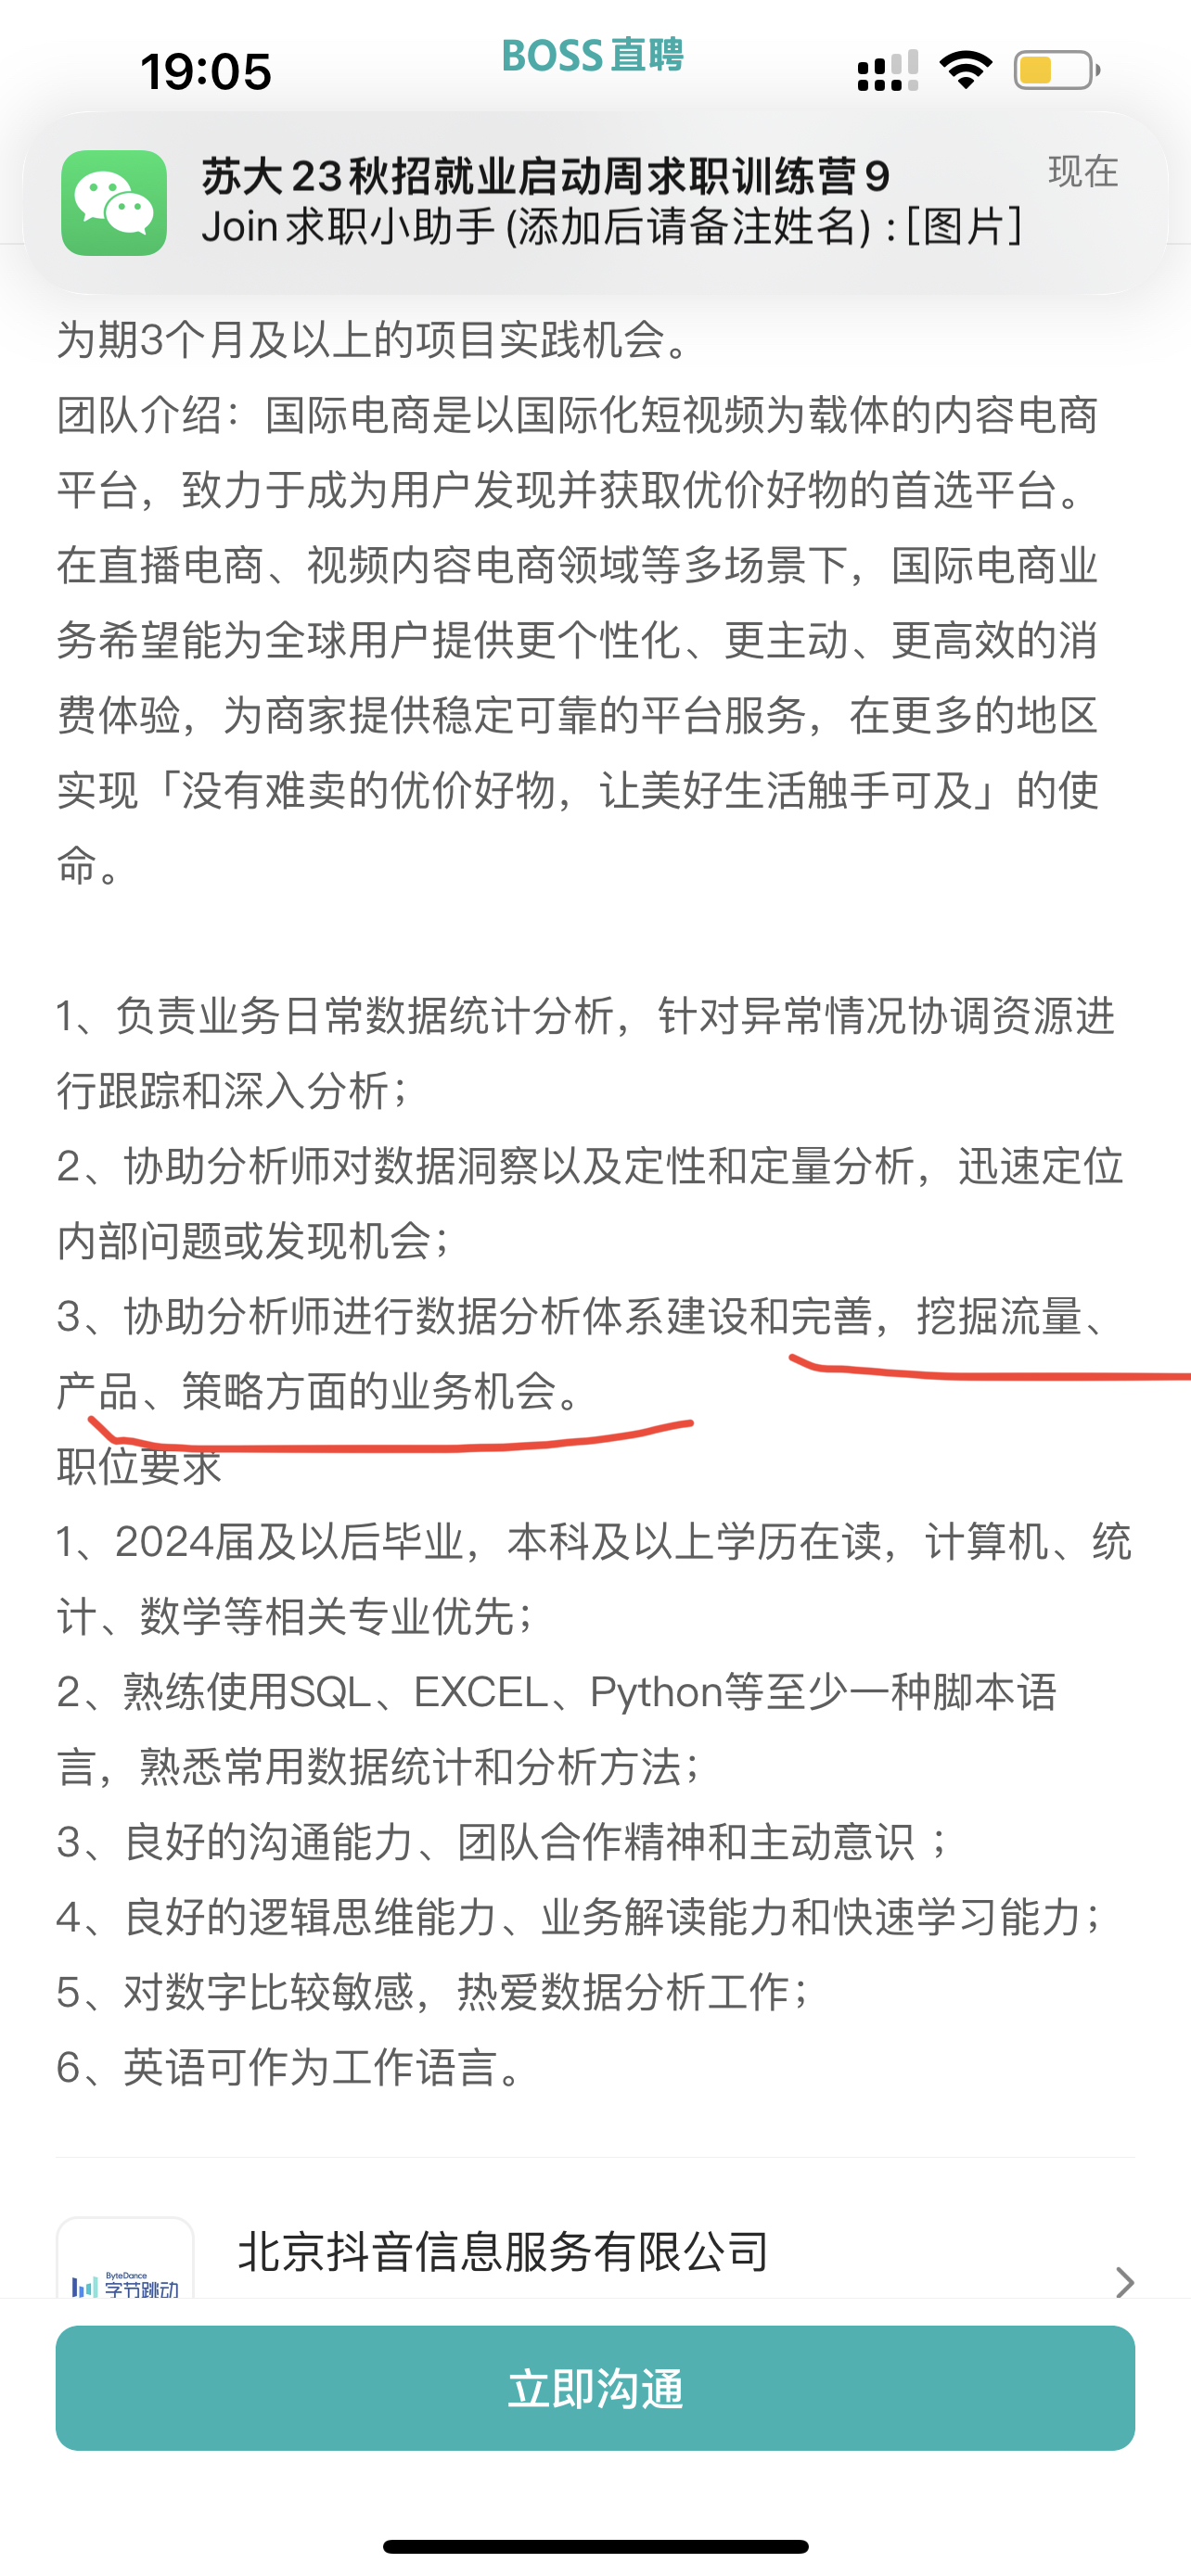 19:05
BOSS直聘
苏大23秋招就业启动周求职训练营9
现在
Join求职小助手(添加后请备注姓名) : [图片]
为期3个月及以上的项目实践机会。
团队介绍：国际电商是以国际化短视频为载体的内容电商
平台，致力于成为用户发现并获取优价好物的首选平台。
在直播电商、视频内容电商领域等多场景下，国际电商业
务希望能为全球用户提供更个性化、更主动、更高效的消
费体验，为商家提供稳定可靠的平台服务，在更多的地区
实现「没有难卖的优价好物，让美好生活触手可及」的使
命。
1、负责业务日常数据统计分析，针对异常情况协调资源进
行跟踪和深入分析；
2、协助分析师对数据洞察以及定性和定量分析，迅速定位
内部问题或发现机会；
3、协助分析师进行数据分析体系建设和完善，挖掘流量、
产品、策略方面的业务机会。
职位要求
1、2024届及以后毕业，本科及以上学历在读，计算机、统
计、数学等相关专业优先；
2、熟练使用SQL、EXCEL、Python等至少一种脚本语
言，熟悉常用数据统计和分析方法；
3、良好的沟通能力、团队合作精神和主动意识 ；
4、良好的逻辑思维能力、业务解读能力和快速学习能力；
5、对数字比较敏感，热爱数据分析工作；
6、英语可作为工作语言。
北京抖音信息服务有限公司
ByteDance
字节跳动
立即沟通